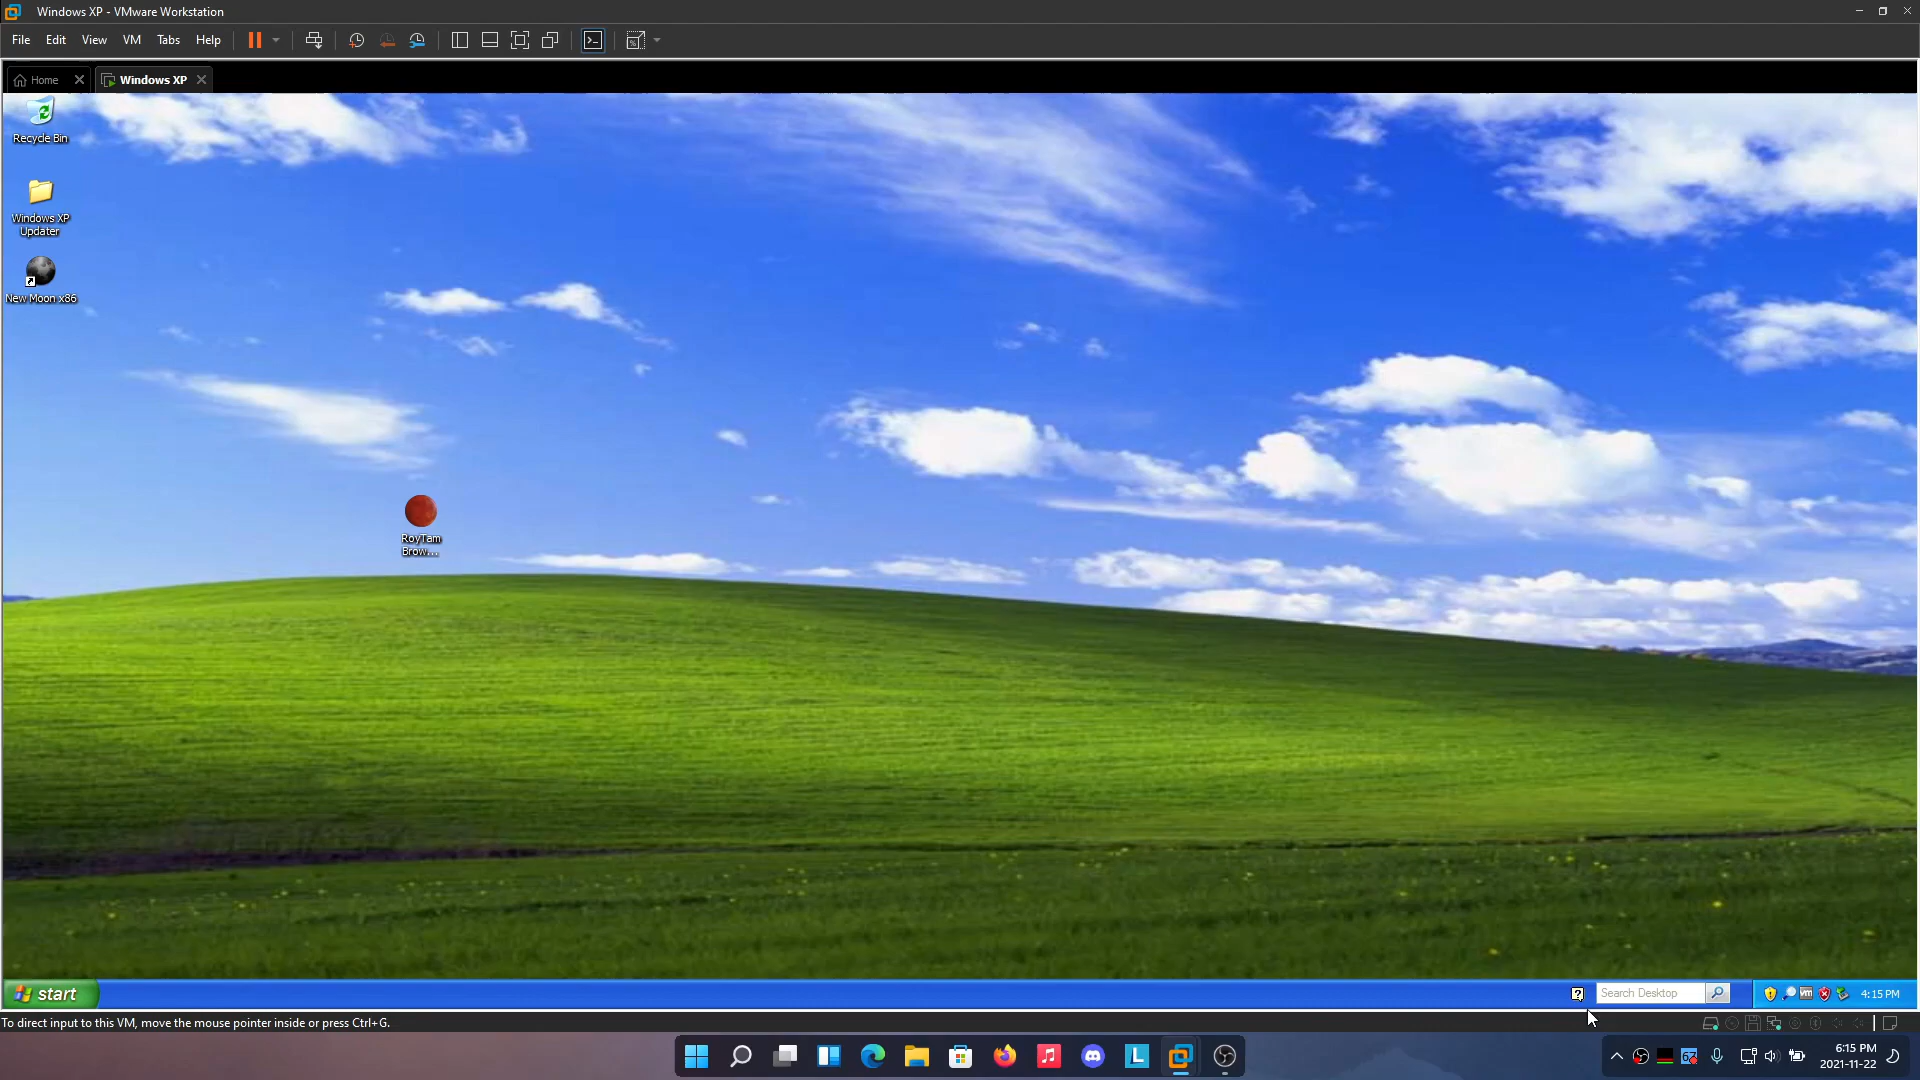 Windows XP - VMware Workstation
File Edit View VM Tabs Help
Home Windows XP
Recycle Bin
Windows XP
Updater
New Moon x86
RoyTam
Brow...
start
Search Desktop
4:15 PM
To direct input to this VM, move the mouse pointer inside or press Ctrl+G.
6:15 PM
2021-11-22